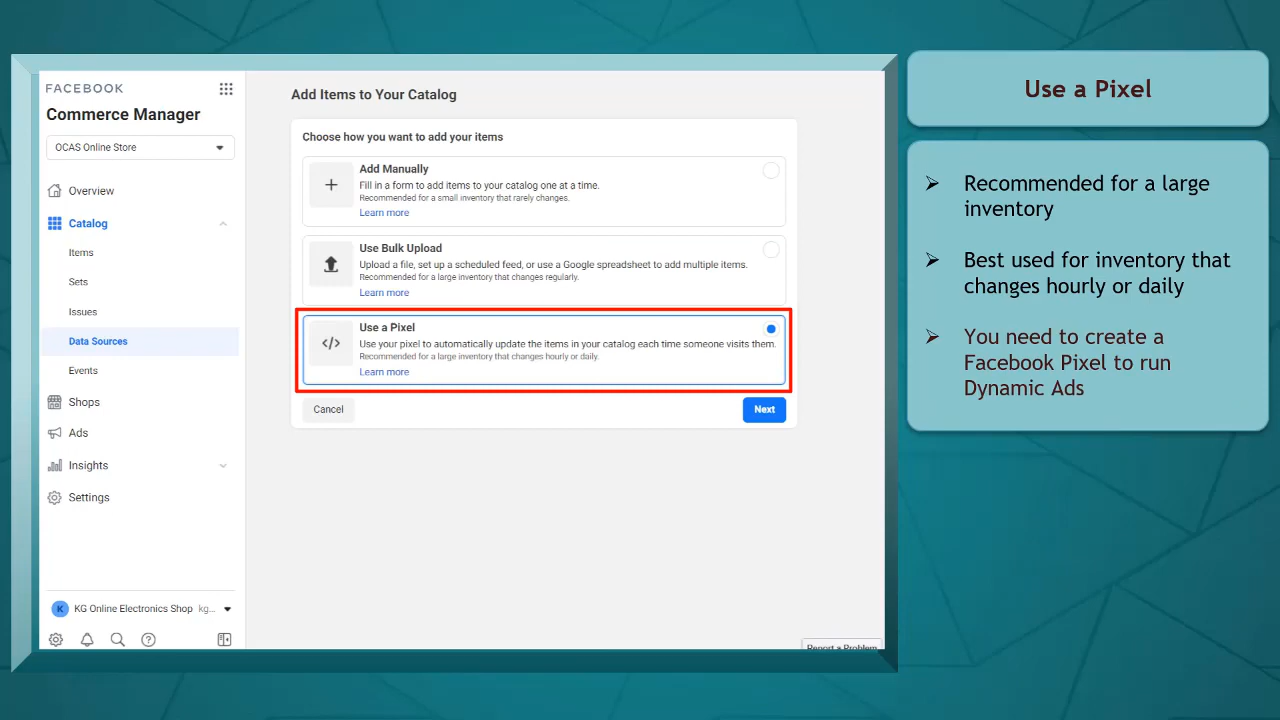 FACEBOOK
Commerce Manager
OCAS Online Store
Overview
Catalog
Items
Sets
Issues
Data Sources
Events
Shops
Ads
Insights
Settings
K KG Online Electronics Shop kg...
Add Items to Your Catalog
Choose how you want to add your items
Add Manually
Fill in a form to add items to your catalog one at a time.
Recommended for a small inventory that rarely changes.
Learn more
Use Bulk Upload
Upload a file, set up a scheduled feed, or use a Google spreadsheet to add multiple items.
Recommended for a large inventory that changes regularly.
Learn more
Use a Pixel
Use your pixel to automatically update the items in your catalog each time someone visits them.
Recommended for a large inventory that changes hourly or daily.
Learn more
Cancel
Next
Report a Problem
Use a Pixel
Recommended for a large
inventory
Best used for inventory that
changes hourly or daily
You need to create a
Facebook Pixel to run
Dynamic Ads